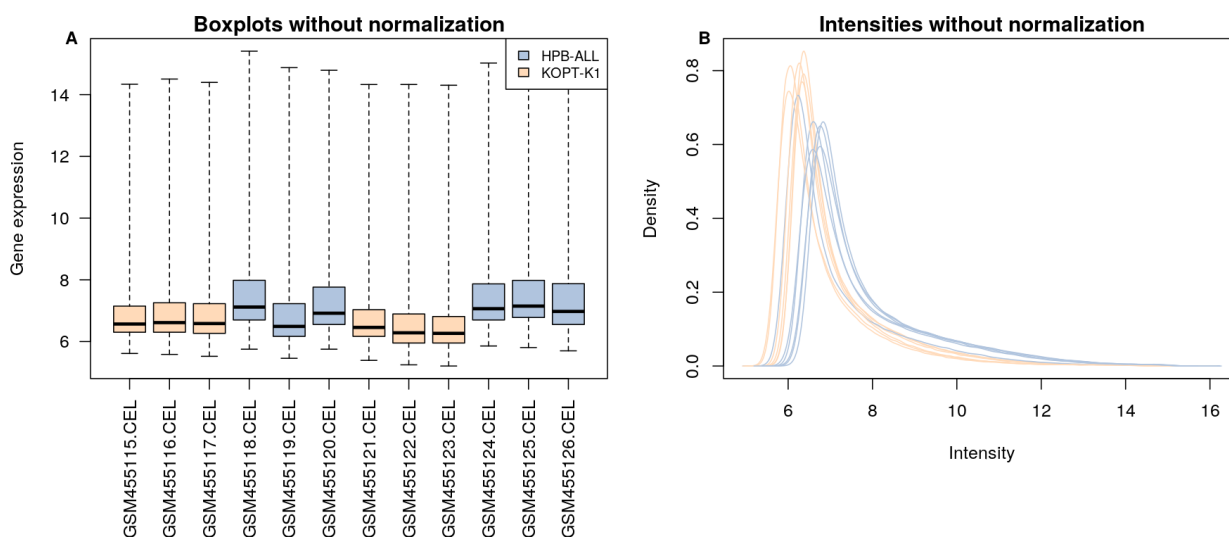 Boxplots without normalization
A
HPB-ALL
KOPT-K1
Gene expression
14
12
10
8
6
GSM455115.CEL
GSM455116.CEL
GSM455117.CEL
GSM455118.CEL
GSM455119.CEL
GSM455120.CEL
GSM455121.CEL
GSM455122.CEL
GSM455123.CEL
GSM455124.CEL
GSM455125.CEL
GSM455126.CEL
Intensities without normalization
B
Density
0.8
0.6
0.4
0.2
0.0
6 8 10 12 14 16
Intensity